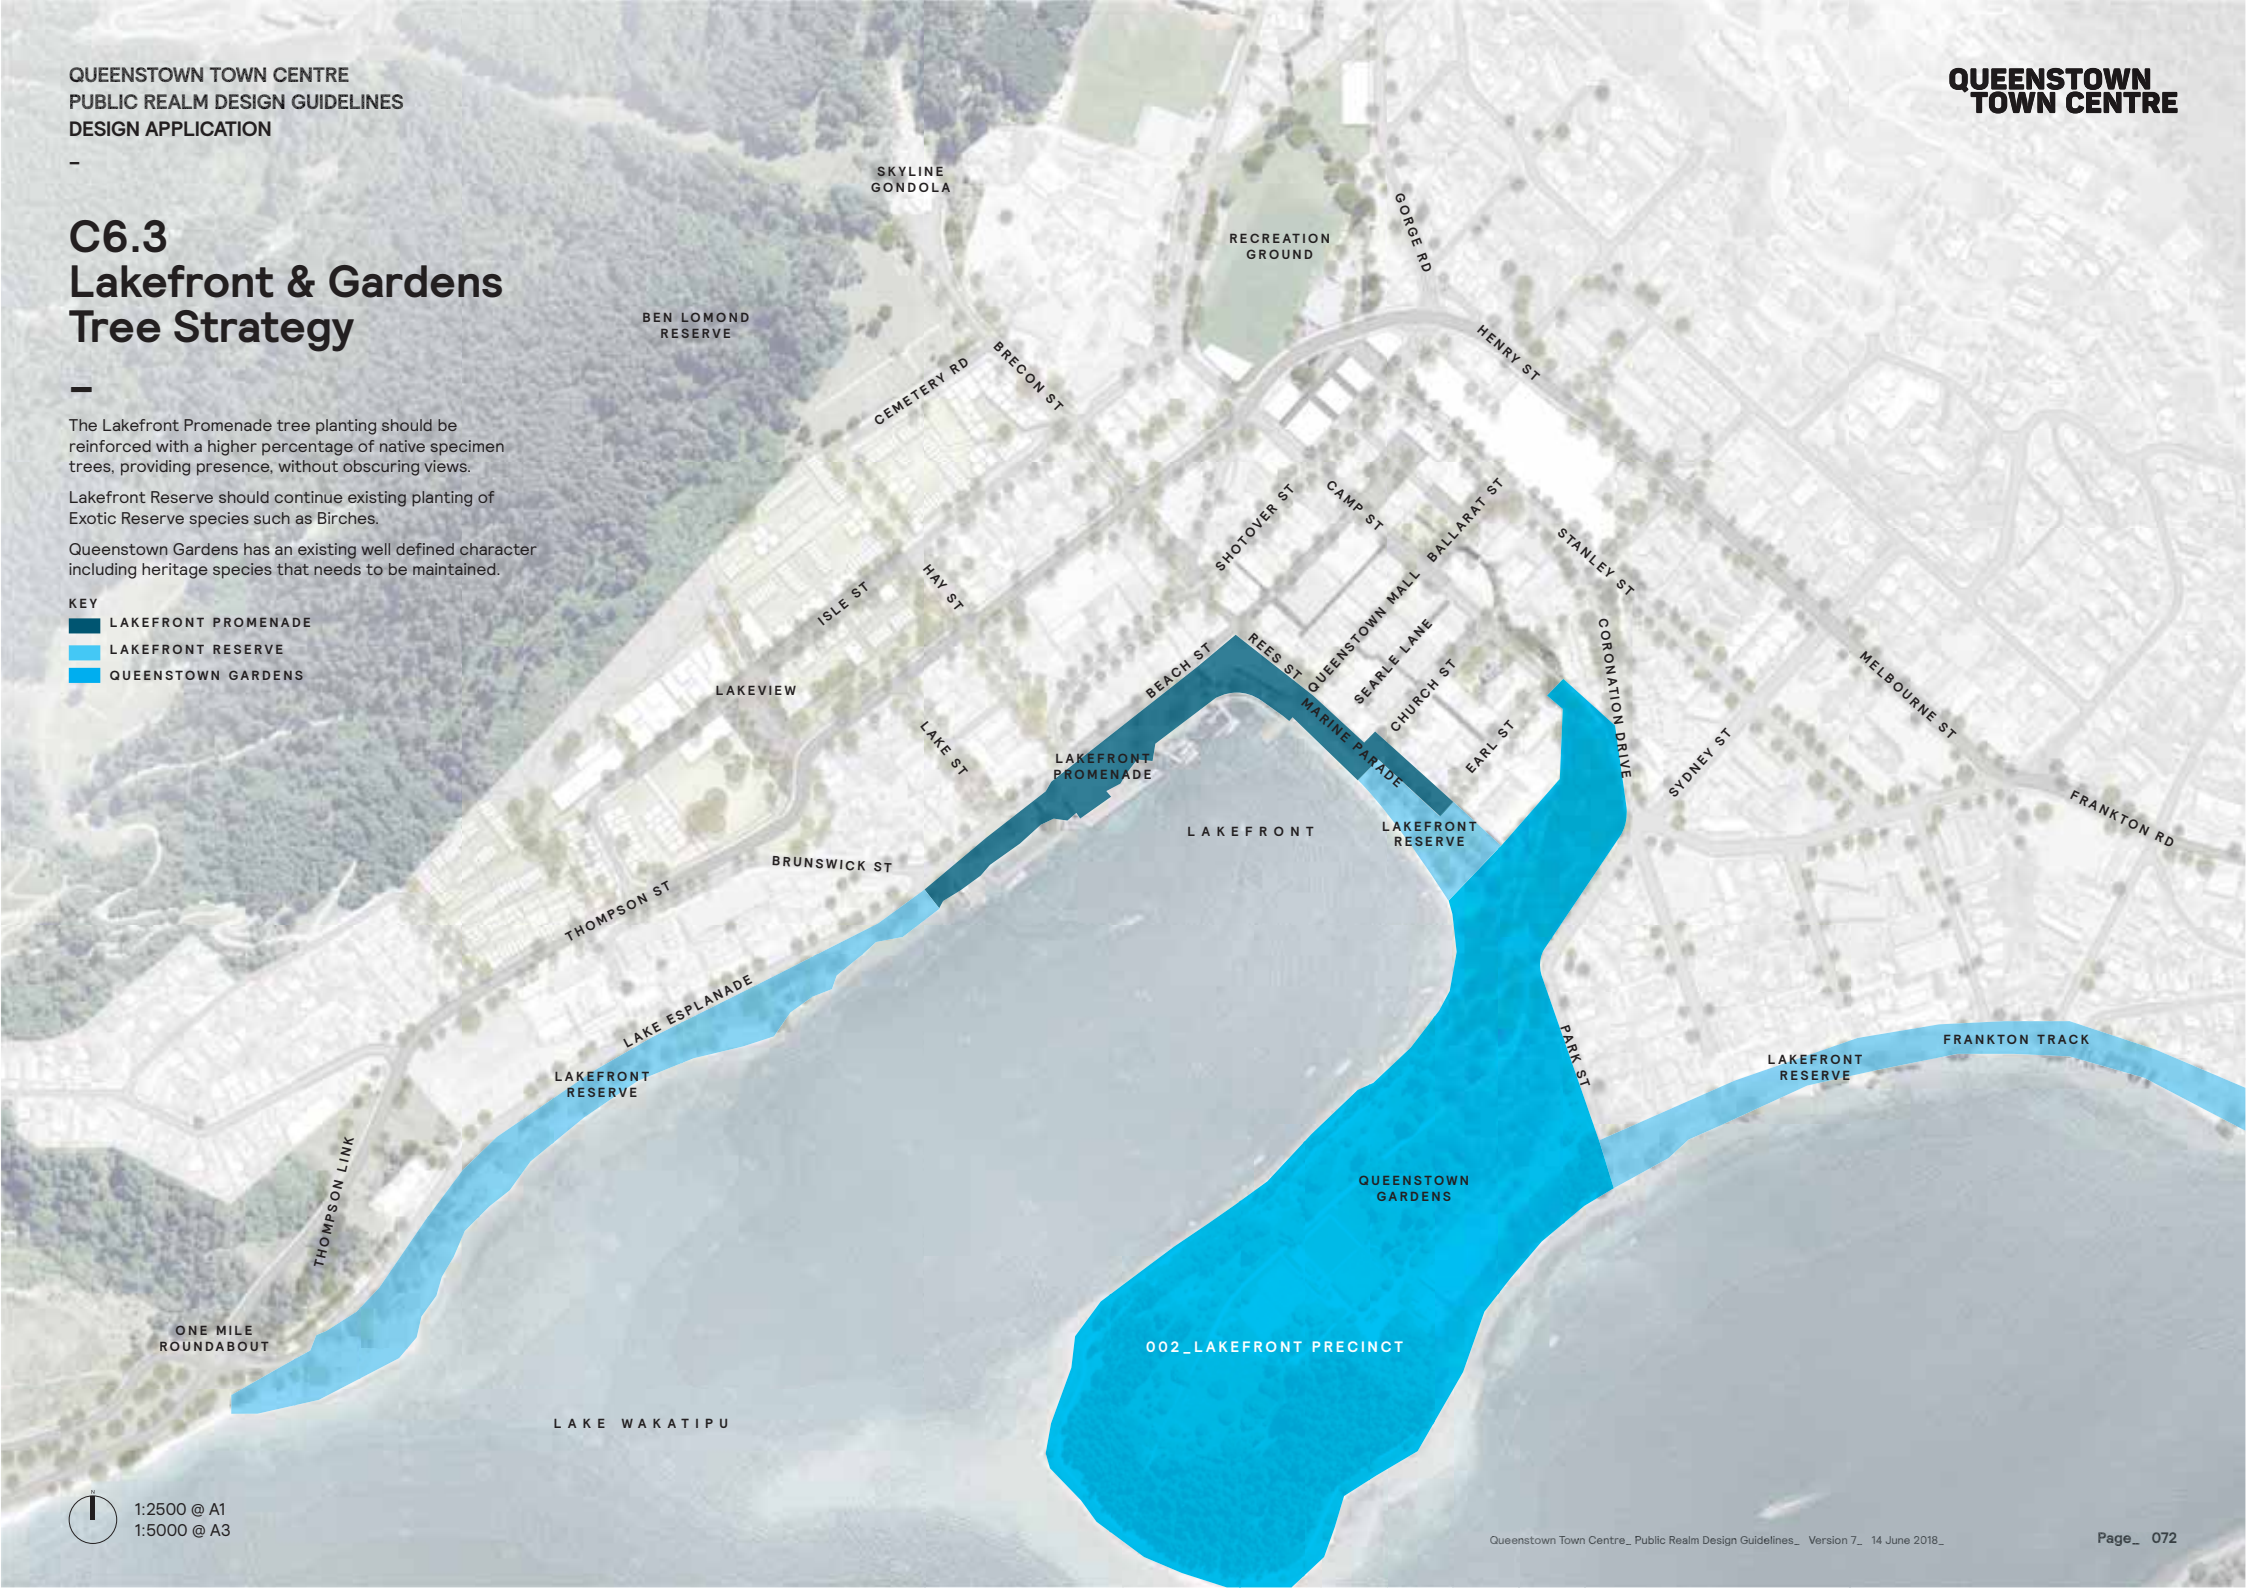 QUEENSTOWN TOWN CENTRE
PUBLIC REALM DESIGN GUIDELINES
DESIGN APPLICATION
–
QUEENSTOWN
TOWN CENTRE
C6.3
Lakefront & Gardens
Tree Strategy
–
The Lakefront Promenade tree planting should be
reinforced with a higher percentage of native specimen
trees, providing presence, without obscuring views.
Lakefront Reserve should continue existing planting of
Exotic Reserve species such as Birches.
Queenstown Gardens has an existing well defined character
including heritage species that needs to be maintained.
KEY
LAKEFRONT PROMENADE
LAKEFRONT RESERVE
QUEENSTOWN GARDENS
SKYLINE
GONDOLA
RECREATION
GROUND
GORGE RD
BEN LOMOND
RESERVE
CEMETERY RD
BRECON ST
HENRY ST
SHOTOVER ST
CAMP ST
BALLARAT ST
STANLEY ST
ISLE ST
HAY ST
QUEENSTOWN MALL
SEARLE LANE
CHURCH ST
CORONATION DRIVE
BEACH ST
REES ST
MARINE PARADE
EARL ST
SYDNEY ST
MELBOURNE ST
FRANKTON RD
LAKEVIEW
LAKE ST
LAKEFRONT
PROMENADE
LAKEFRONT
LAKEFRONT
RESERVE
BRUNSWICK ST
THOMPSON ST
LAKE ESPLANADE
LAKEFRONT
RESERVE
PARK ST
LAKEFRONT
RESERVE
FRANKTON TRACK
THOMPSON LINK
QUEENSTOWN
GARDENS
ONE MILE
ROUNDABOUT
002_LAKEFRONT PRECINCT
LAKE WAKATIPU
N
1:2500 @ A1
1:5000 @ A3
Queenstown Town Centre_ Public Realm Design Guidelines_ Version 7_ 14 June 2018_
Page_ 072